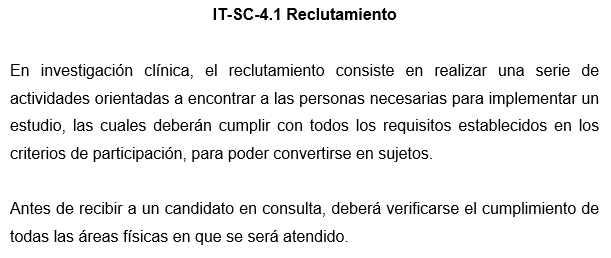 IT-SC-4.1 Reclutamiento
En investigación clínica, el reclutamiento consiste en realizar una serie de
actividades orientadas a encontrar a las personas necesarias para implementar un
estudio, las cuales deberán cumplir con todos los requisitos establecidos en los
criterios de participación, para poder convertirse en sujetos.
Antes de recibir a un candidato en consulta, deberá verificarse el cumplimiento de
todas las áreas físicas en que se será atendido.